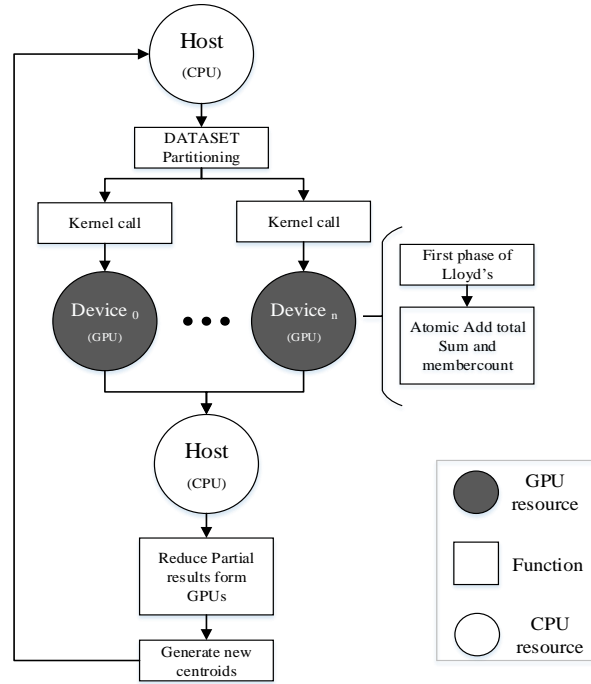 Host
(CPU)
DATASET
Partitioning
Kernel call
Kernel call
Device 0
(GPU)
Device n
(GPU)
First phase of
Lloyd's
Atomic Add total
Sum and
membercount
Host
(CPU)
Reduce Partial
results form
GPUs
Generate new
centroids
GPU
resource
Function
CPU
resource